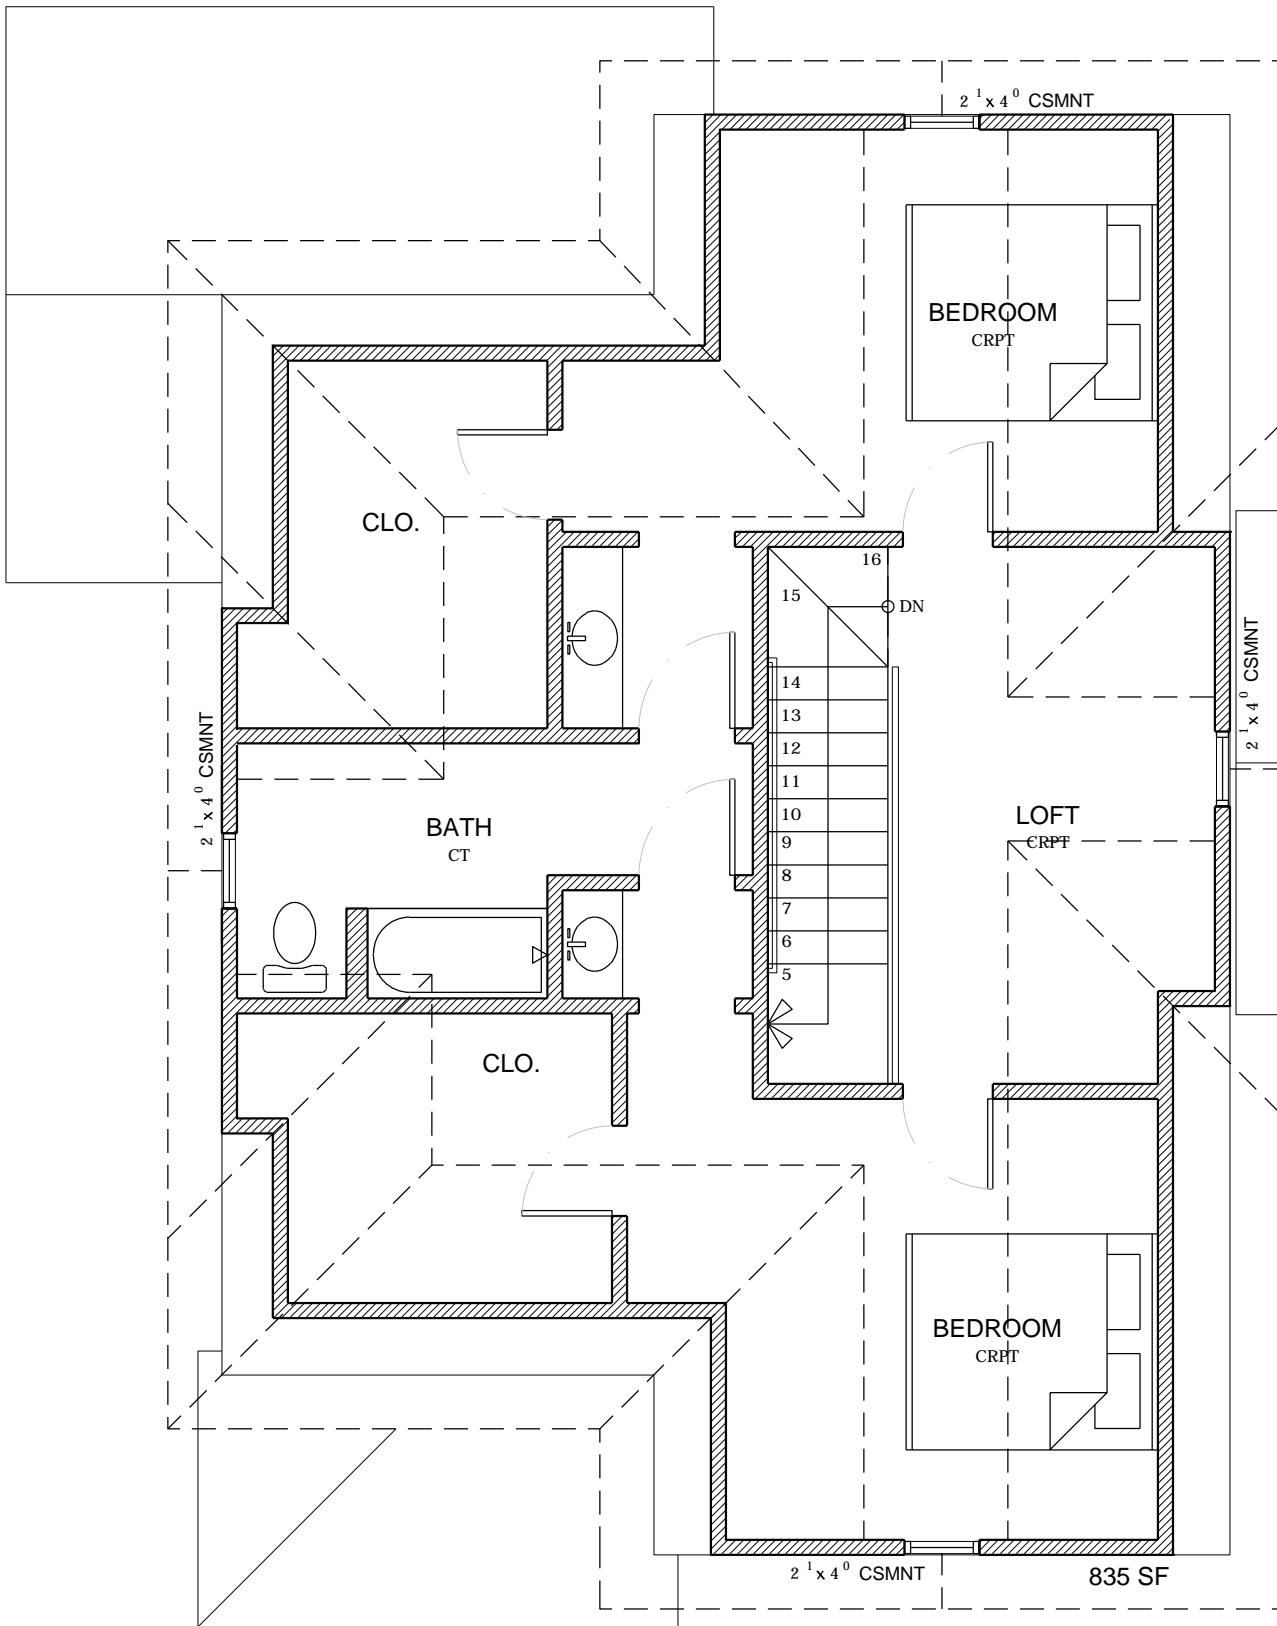 2 1 x 4 0 CSMNT
BEDROOM
CRPT
CLO.
16
15
DN
14
13
12
11
10
9
8
7
6
5
2 1 x 4 0 CSMNT
2 1 x 4 0 CSMNT
BATH
CT
LOFT
CRPT
CLO.
BEDROOM
CRPT
2 1 x 4 0 CSMNT
835 SF